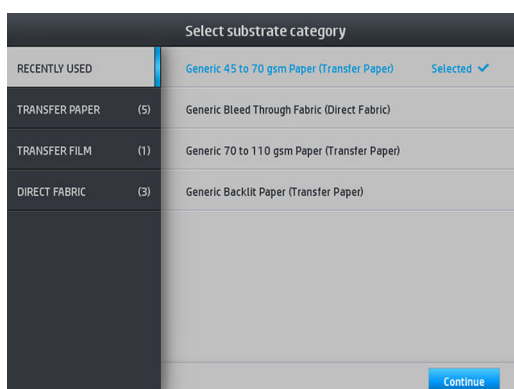 Select substrate category
RECENTLY USED
Generic 45 to 70 gsm Paper (Transfer Paper) Selected
TRANSFER PAPER (5)
Generic Bleed Through Fabric (Direct Fabric)
TRANSFER FILM (1)
Generic 70 to 110 gsm Paper (Transfer Paper)
DIRECT FABRIC (3)
Generic Backlit Paper (Transfer Paper)
Continue